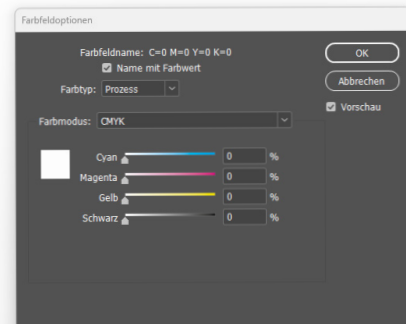 Farbfeldoptionen
Farbfeldname: C=0 M=0 Y=0 K=0
OK
Name mit Farbwert
Abbrechen
Farbtyp: Prozess
Vorschau
Farbmodus: CMYK
Cyan 0 %
Magenta 0 %
Gelb 0 %
Schwarz 0 %